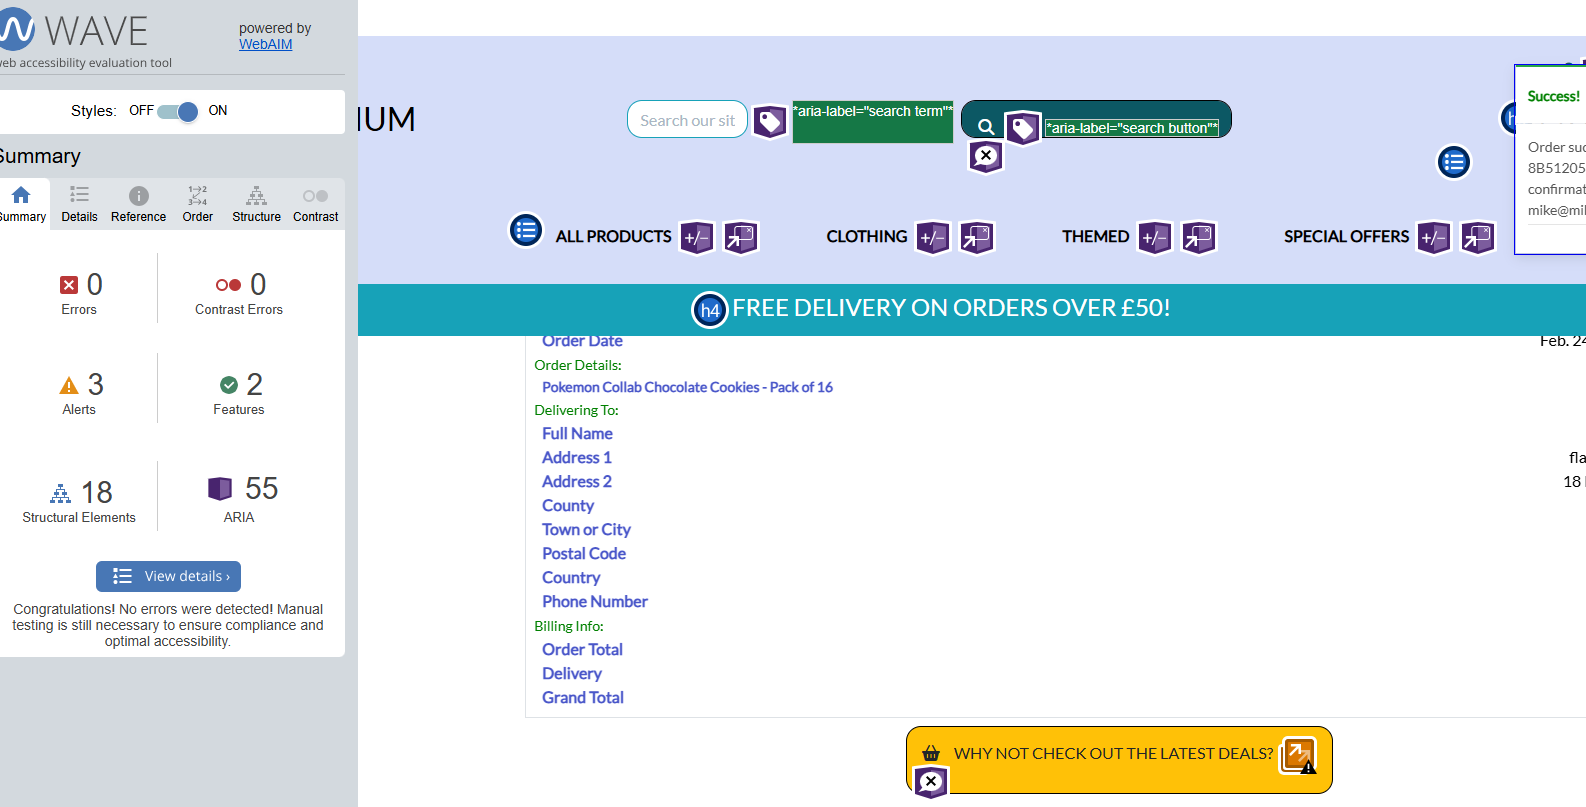 WAVE
powered by
WebAIM
web accessibility evaluation tool
Styles: OFF ON
Summary
Summary Details Reference Order Structure Contrast
0 Errors
0 Contrast Errors
3 Alerts
2 Features
18 Structural Elements
55 ARIA
View details ›
Congratulations! No errors were detected! Manual
testing is still necessary to ensure compliance and
optimal accessibility.
IUM
Search our sit
*aria-label="search term"*
*aria-label="search button"*
Success!
Order suc
8B51205
confirmat
mike@mil
ALL PRODUCTS +/−
CLOTHING +/−
THEMED +/−
SPECIAL OFFERS +/−
h4 FREE DELIVERY ON ORDERS OVER £50!
Order Date Feb. 24
Order Details:
Pokemon Collab Chocolate Cookies - Pack of 16
Delivering To:
Full Name
Address 1 fla
Address 2 18
County
Town or City
Postal Code
Country
Phone Number
Billing Info:
Order Total
Delivery
Grand Total
WHY NOT CHECK OUT THE LATEST DEALS?